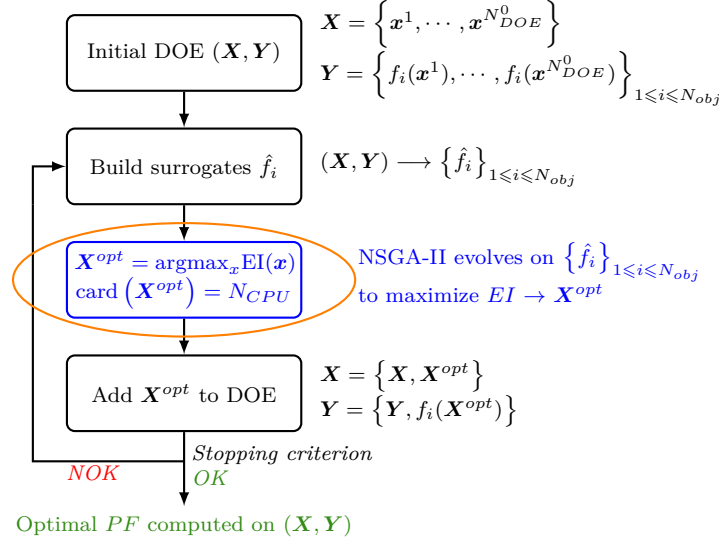 Initial DOE (X, Y)
X = {x^1, ⋯, x^{N^0_{DOE}}}
Y = {f_i(x^1), ⋯, f_i(x^{N^0_{DOE}})}_{1⩽i⩽N_{obj}}
Build surrogates f̂_i
(X, Y) ⟶ {f̂_i}_{1⩽i⩽N_{obj}}
X^{opt} = argmax_x EI(x)
card (X^{opt}) = N_{CPU}
NSGA-II evolves on {f̂_i}_{1⩽i⩽N_{obj}}
to maximize EI → X^{opt}
Add X^{opt} to DOE
X = {X, X^{opt}}
Y = {Y, f_i(X^{opt})}
Stopping criterion
NOK
OK
Optimal PF computed on (X, Y)